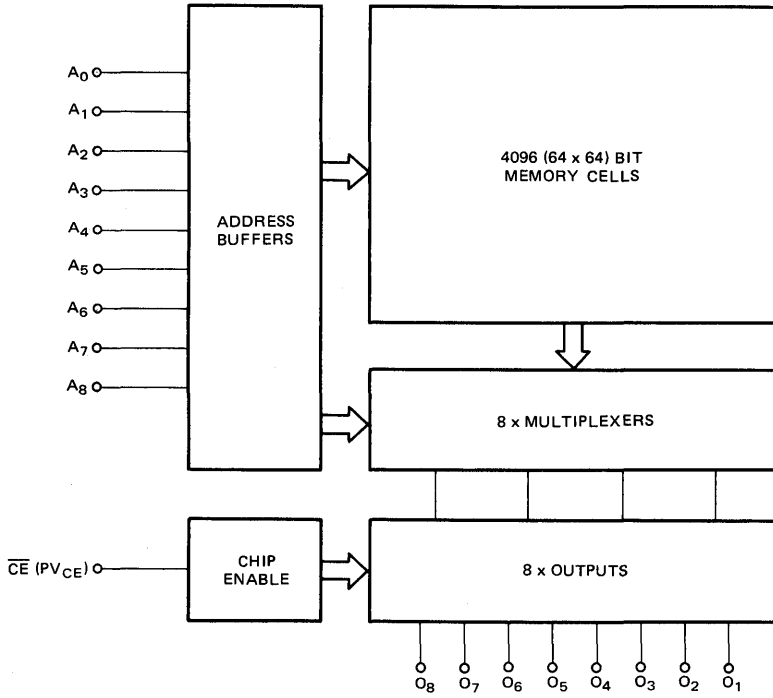 A0
A1
A2
A3
A4
A5
A6
A7
A8
ADDRESS
BUFFERS
4096 (64 x 64) BIT
MEMORY CELLS
8 x MULTIPLEXERS
CE (PVCE)
CHIP
ENABLE
8 x OUTPUTS
O8 O7 O6 O5 O4 O3 O2 O1